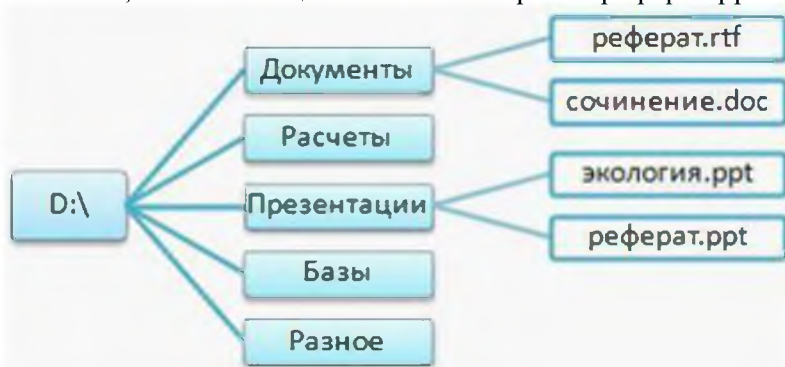 D:\
Документы
Расчеты
Презентации
Базы
Разное
реферат.rtf
сочинение.doc
экология.ppt
реферат.ppt